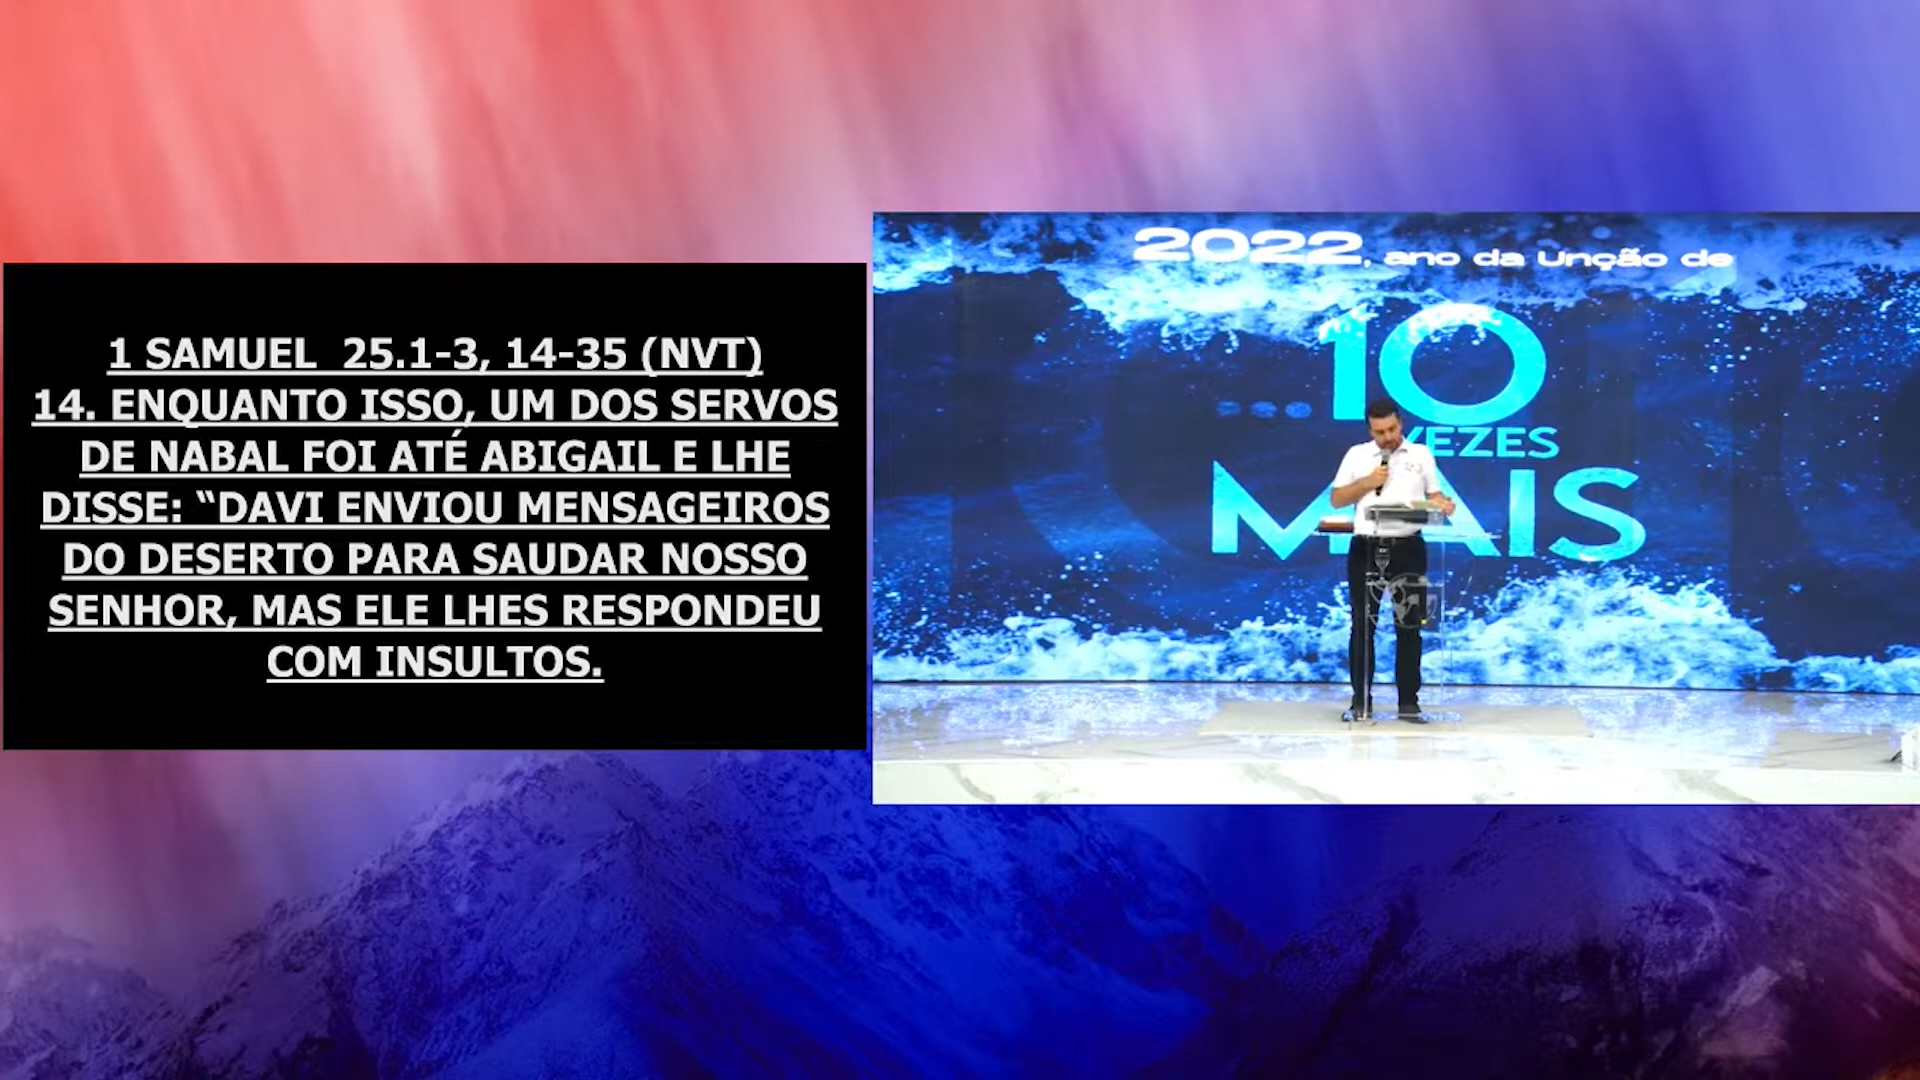 1 SAMUEL  25.1-3, 14-35 (NVT)
14. ENQUANTO ISSO, UM DOS SERVOS
DE NABAL FOI ATÉ ABIGAIL E LHE
DISSE: “DAVI ENVIOU MENSAGEIROS
DO DESERTO PARA SAUDAR NOSSO
SENHOR, MAS ELE LHES RESPONDEU
COM INSULTOS.
2022, ano da Unção de
...10
VEZES
MAIS